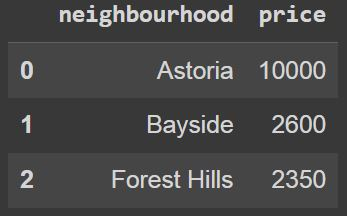 neighbourhood price
0 Astoria 10000
1 Bayside 2600
2 Forest Hills 2350